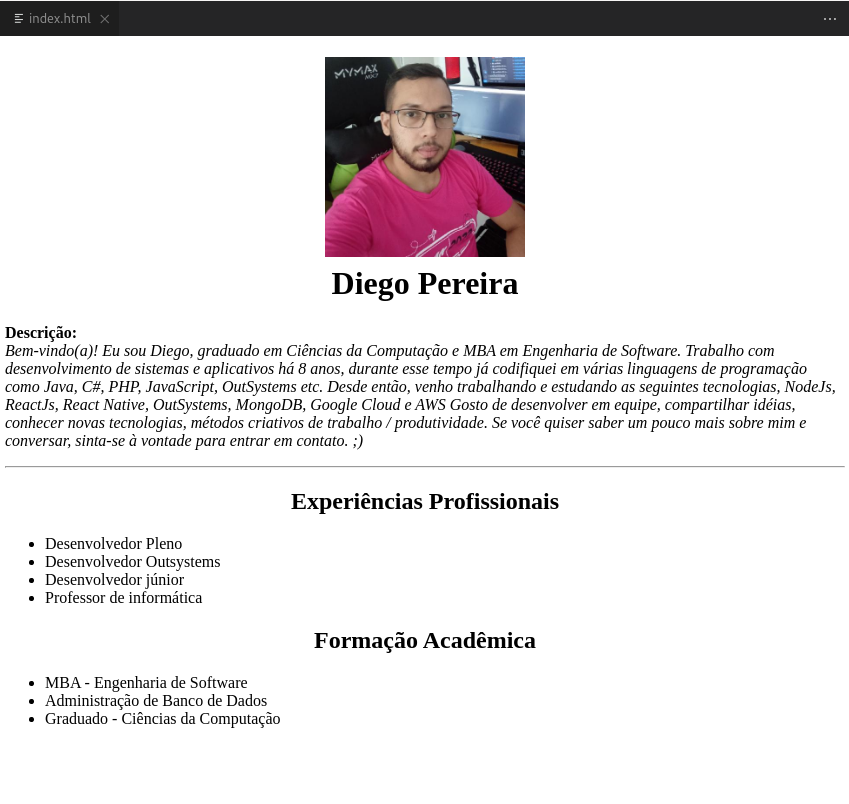 index.html
MYMAX
MX7
Diego Pereira
Descrição:
Bem-vindo(a)! Eu sou Diego, graduado em Ciências da Computação e MBA em Engenharia de Software. Trabalho com
desenvolvimento de sistemas e aplicativos há 8 anos, durante esse tempo já codifiquei em várias linguagens de programação
como Java, C#, PHP, JavaScript, OutSystems etc. Desde então, venho trabalhando e estudando as seguintes tecnologias, NodeJs,
ReactJs, React Native, OutSystems, MongoDB, Google Cloud e AWS Gosto de desenvolver em equipe, compartilhar idéias,
conhecer novas tecnologias, métodos criativos de trabalho / produtividade. Se você quiser saber um pouco mais sobre mim e
conversar, sinta-se à vontade para entrar em contato. ;)
Experiências Profissionais
• Desenvolvedor Pleno
• Desenvolvedor Outsystems
• Desenvolvedor júnior
• Professor de informática
Formação Acadêmica
• MBA - Engenharia de Software
• Administração de Banco de Dados
• Graduado - Ciências da Computação